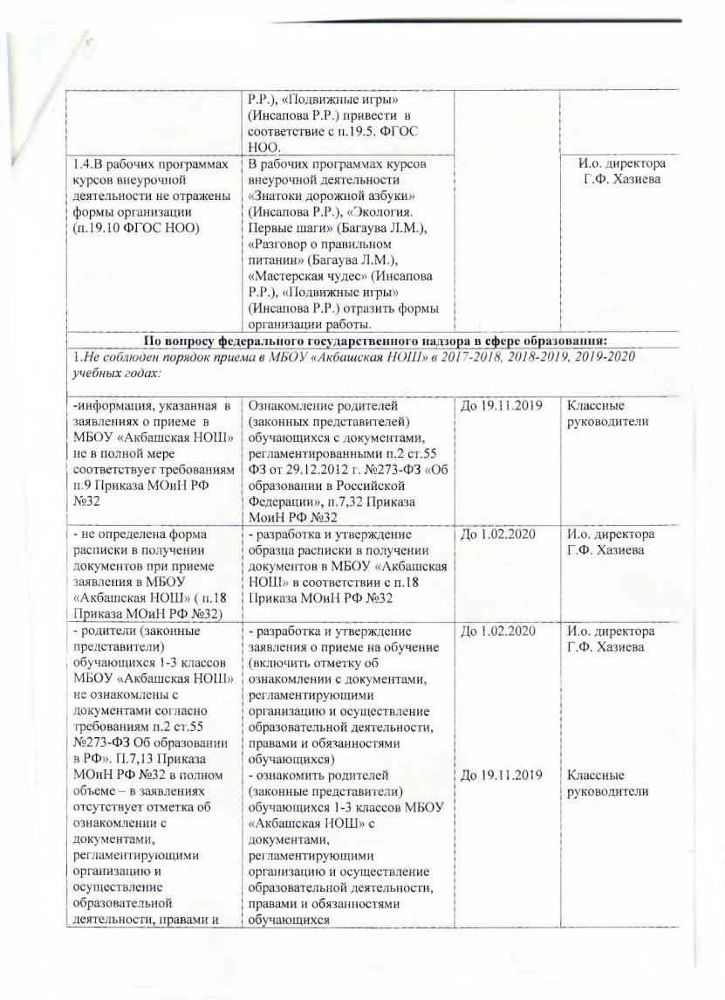 Р.Р.), «Подвижные игры»
(Инсапова Р.Р.) привести в
соответствие с п.19.5. ФГОС
НОО.
1.4.В рабочих программах
курсов внеурочной
деятельности не отражены
формы организации
(п.19.10 ФГОС НОО)
В рабочих программах курсов
внеурочной деятельности
«Знатоки дорожной азбуки»
(Инсапова Р.Р.), «Экология.
Первые шаги» (Багаува Л.М.),
«Разговор о правильном
питании» (Багаува Л.М.),
«Мастерская чудес» (Инсапова
Р.Р.), «Подвижные игры»
(Инсапова Р.Р.) отразить формы
организации работы.
И.о. директора
Г.Ф. Хазиева
По вопросу федерального государственного надзора в сфере образования:
1.Не соблюден порядок приема в МБОУ «Акбашская НОШ» в 2017-2018, 2018-2019, 2019-2020
учебных годах:
-информация, указанная в
заявлениях о приеме в
МБОУ «Акбашская НОШ»
не в полной мере
соответствует требованиям
п.9 Приказа МОиН РФ
№32
Ознакомление родителей
(законных представителей)
обучающихся с документами,
регламентированными п.2 ст.55
ФЗ от 29.12.2012 г. №273-ФЗ «Об
образовании в Российской
Федерации», п.7,32 Приказа
МоиН РФ №32
До 19.11.2019
Классные
руководители
- не определена форма
расписки в получении
документов при приеме
заявления в МБОУ
«Акбашская НОШ» ( п.18
Приказа МОиН РФ №32)
- разработка и утверждение
образца расписки в получении
документов в МБОУ «Акбашская
НОШ» в соответствии с п.18
Приказа МОиН РФ №32
До 1.02.2020
И.о. директора
Г.Ф. Хазиева
- родители (законные
представители)
обучающихся 1-3 классов
МБОУ «Акбашская НОШ»
не ознакомлены с
документами согласно
требованиям п.2 ст.55
№273-ФЗ Об образовании
в РФ». П.7,13 Приказа
МОиН РФ №32 в полном
объеме – в заявлениях
отсутствует отметка об
ознакомлении с
документами,
регламентирующими
организацию и
осуществление
образовательной
деятельности, правами и
- разработка и утверждение
заявления о приеме на обучение
(включить отметку об
ознакомлении с документами,
регламентирующими
организацию и осуществление
образовательной деятельности,
правами и обязанностями
обучающихся)
- ознакомить родителей
(законные представители)
обучающихся 1-3 классов МБОУ
«Акбашская НОШ» с
документами,
регламентирующими
организацию и осуществление
образовательной деятельности,
правами и обязанностями
обучающихся
До 1.02.2020
И.о. директора
Г.Ф. Хазиева
До 19.11.2019
Классные
руководители